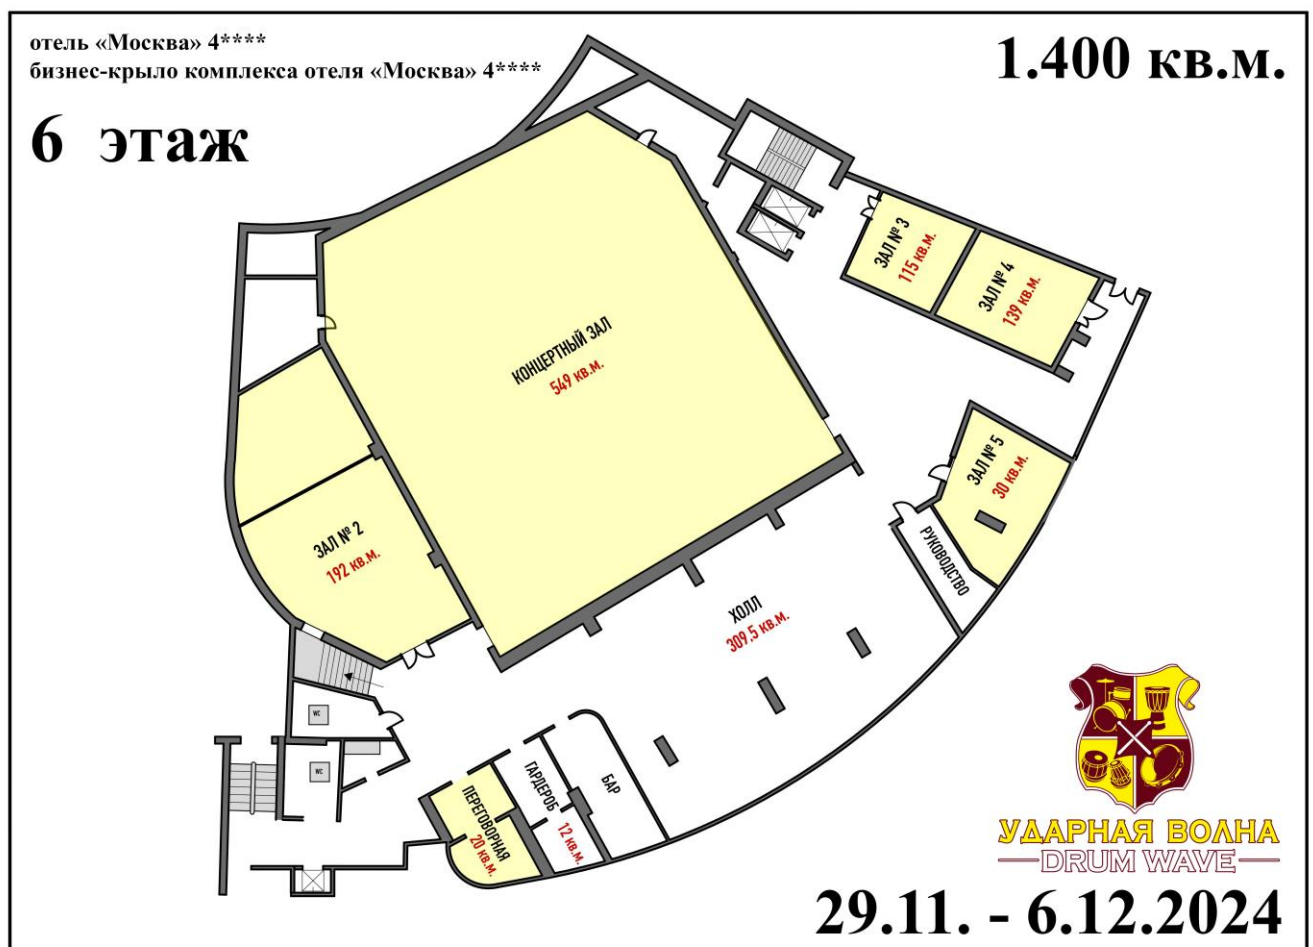 отель «Москва» 4****
бизнес-крыло комплекса отеля «Москва» 4****
1.400 кв.м.
6 этаж
ЗАЛ № 3
115 кв.м.
ЗАЛ № 4
139 кв.м.
КОНЦЕРТНЫЙ ЗАЛ
549 кв.м.
ЗАЛ № 5
30 кв.м.
ЗАЛ № 2
192 кв.м.
РУКОВОДСТВО
ХОЛЛ
309,5 кв.м.
WC
WC
ПЕРЕГОВОРНАЯ
20 кв.м.
ГАРДЕРОБ
12 кв.м.
БАР
УДАРНАЯ ВОЛНА
DRUM WAVE
29.11. - 6.12.2024